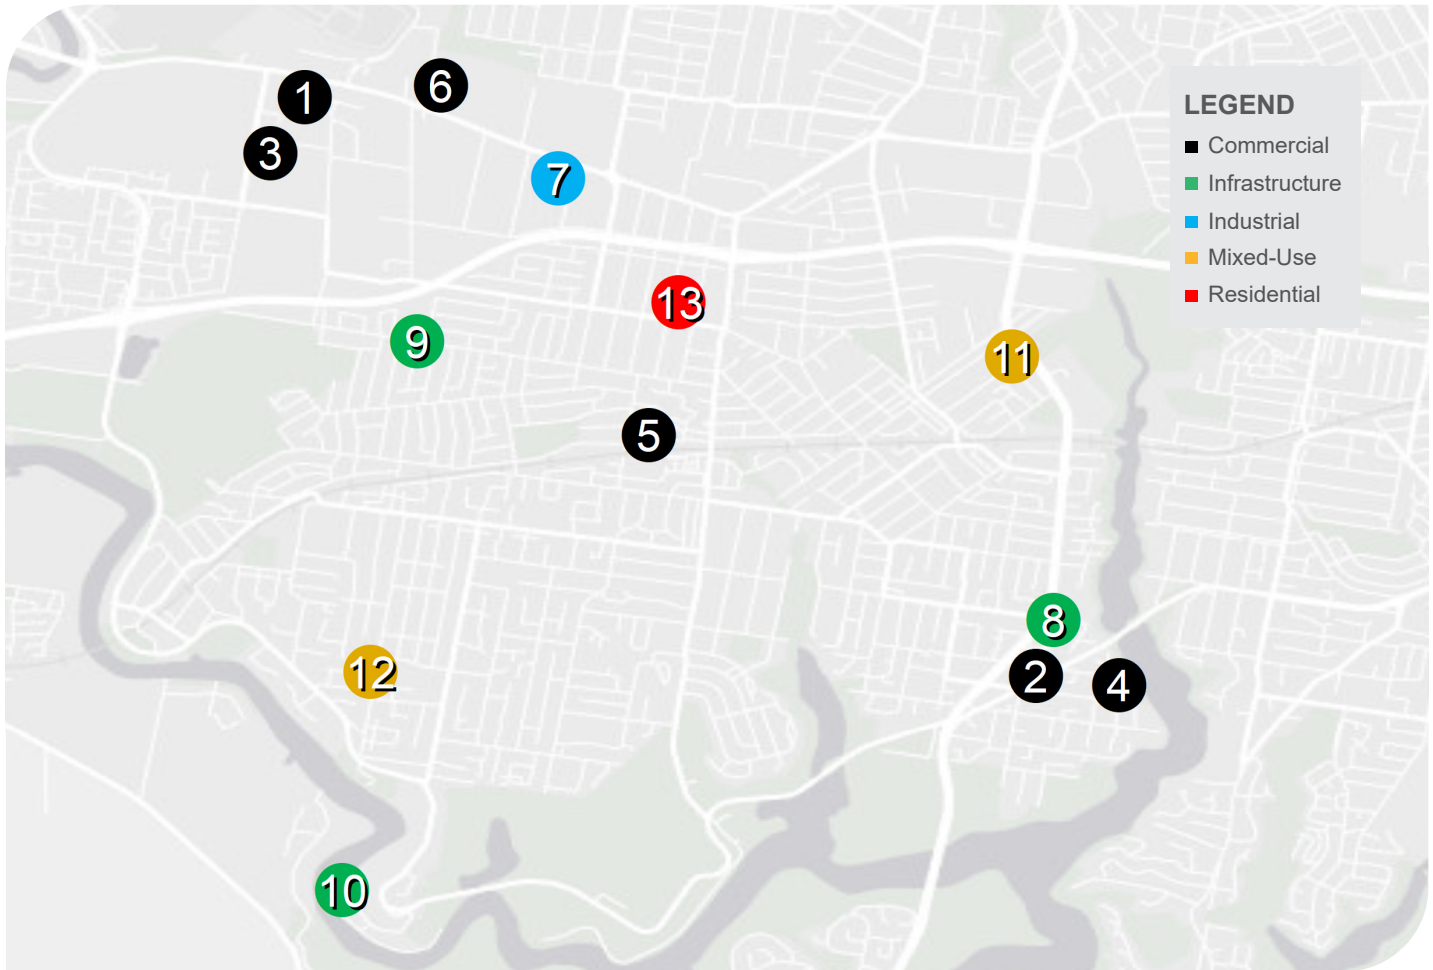 6
1
LEGEND
Commercial
3
7
Infrastructure
Industrial
Mixed-Use
13
Residential
9
11
5
8
12
2
4
10